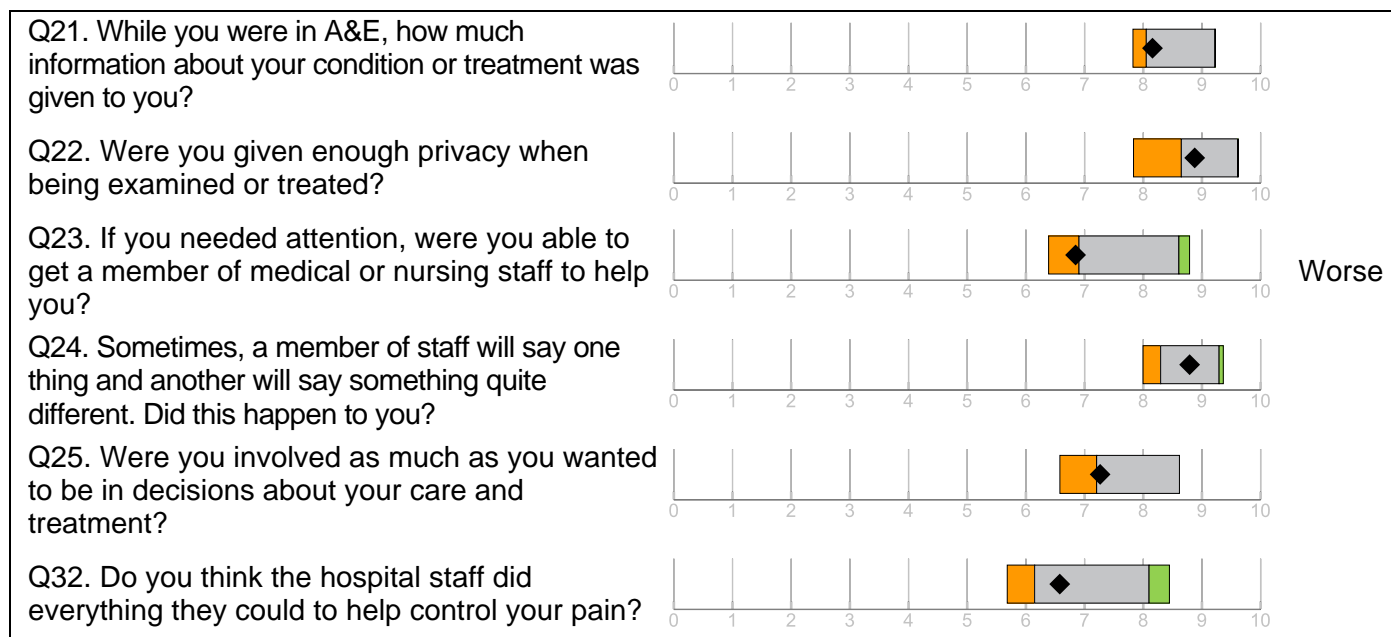 Q21. While you were in A&E, how much
information about your condition or treatment was
given to you?
0 1 2 3 4 5 6 7 8 9 10
Q22. Were you given enough privacy when
being examined or treated?
0 1 2 3 4 5 6 7 8 9 10
Q23. If you needed attention, were you able to
get a member of medical or nursing staff to help
you?
0 1 2 3 4 5 6 7 8 9 10
Worse
Q24. Sometimes, a member of staff will say one
thing and another will say something quite
different. Did this happen to you?
0 1 2 3 4 5 6 7 8 9 10
Q25. Were you involved as much as you wanted
to be in decisions about your care and
treatment?
0 1 2 3 4 5 6 7 8 9 10
Q32. Do you think the hospital staff did
everything they could to help control your pain?
0 1 2 3 4 5 6 7 8 9 10